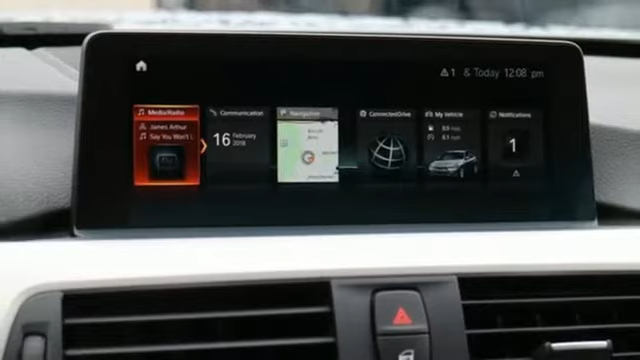 1 & Today 12:08 pm
Media/Radio
James Arthur
Say You Won't L
Communication
16 February
2018
Navigation
ConnectedDrive
My Vehicle
Notifications
1